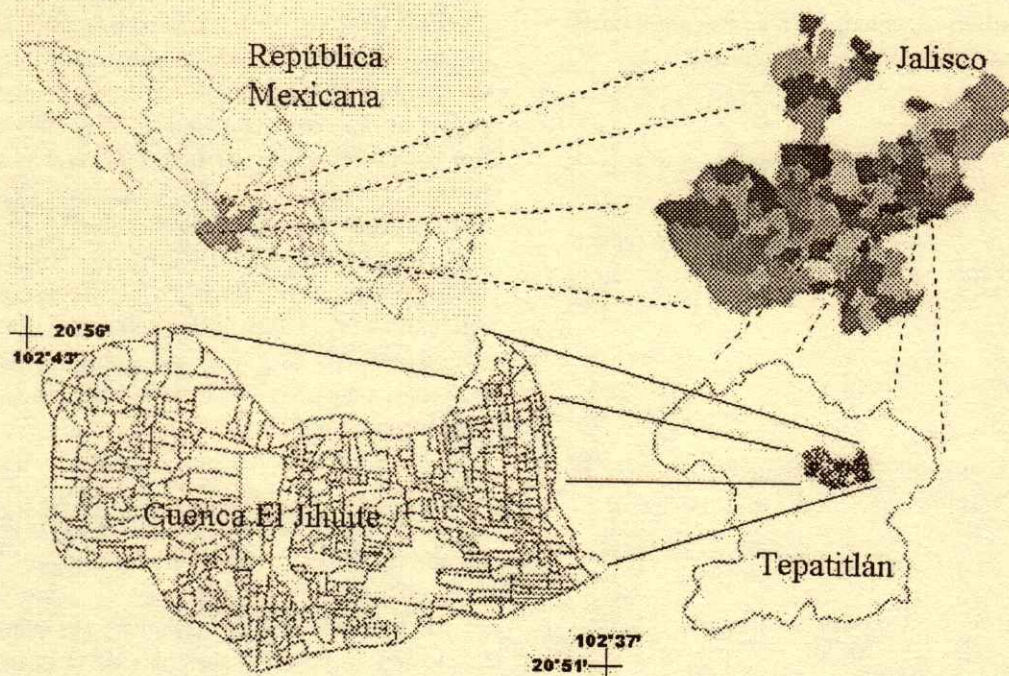 República
Mexicana
Jalisco
20°56'
102°43'
Cuenca El Jihuite
Tepatitlán
102°37'
20°51'